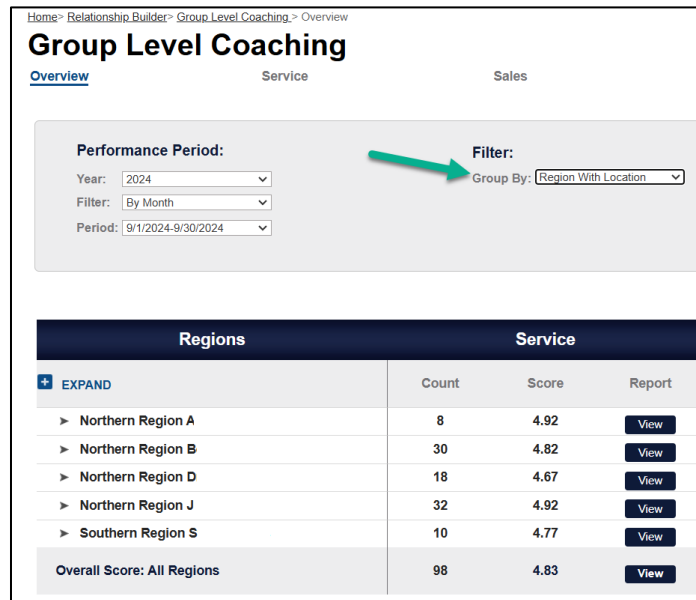 Home> Relationship Builder> Group Level Coaching > Overview
Group Level Coaching
Overview Service Sales
Performance Period: Filter:
Year: 2024 Group By: Region With Location
Filter: By Month
Period: 9/1/2024-9/30/2024
Regions Service
+ EXPAND Count Score Report
➤ Northern Region A 8 4.92 View
➤ Northern Region B 30 4.82 View
➤ Northern Region D 18 4.67 View
➤ Northern Region J 32 4.92 View
➤ Southern Region S 10 4.77 View
Overall Score: All Regions 98 4.83 View